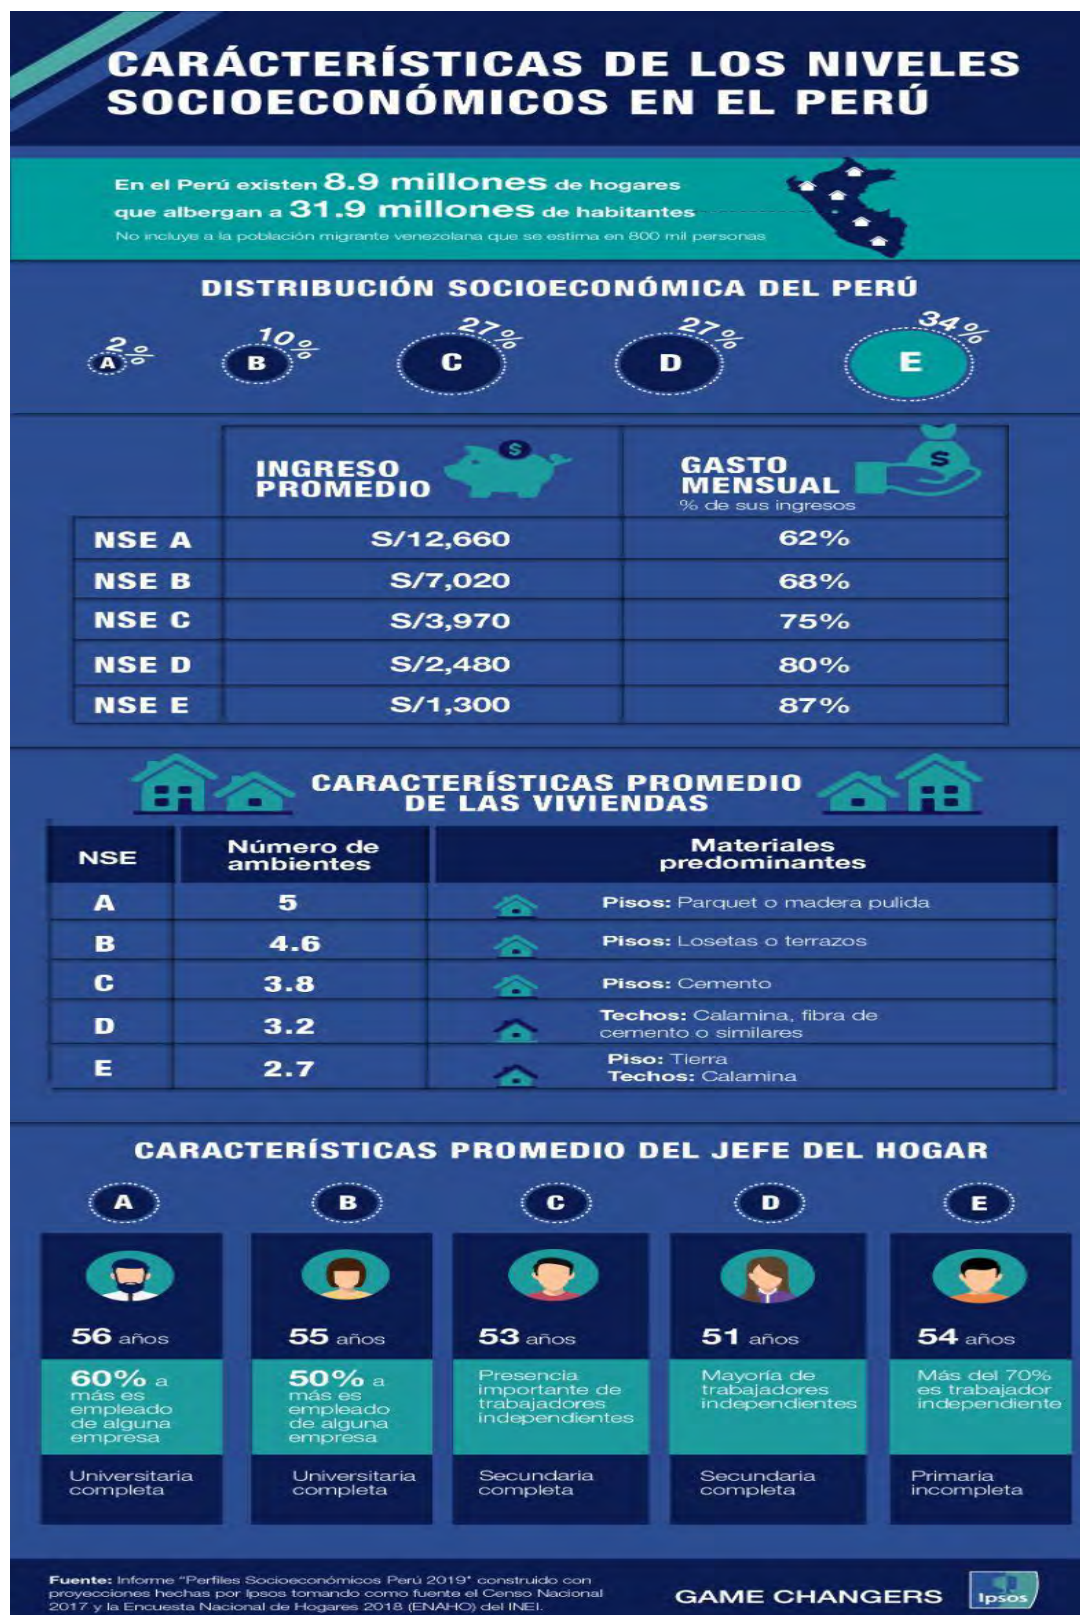 CARÁCTERÍSTICAS DE LOS NIVELES
SOCIOECONÓMICOS EN EL PERÚ
En el Perú existen 8.9 millones de hogares
que albergan a 31.9 millones de habitantes
No incluye a la población migrante venezolana que se estima en 800 mil personas
DISTRIBUCIÓN SOCIOECONÓMICA DEL PERÚ
2% 10% 27% 27% 34%
A B C D E
INGRESO
PROMEDIO
$
GASTO
MENSUAL
% de sus ingresos
$
NSE A S/12,660 62%
NSE B S/7,020 68%
NSE C S/3,970 75%
NSE D S/2,480 80%
NSE E S/1,300 87%
CARACTERÍSTICAS PROMEDIO
DE LAS VIVIENDAS
NSE
Número de
ambientes
Materiales
predominantes
A 5 Pisos: Parquet o madera pulida
B 4.6 Pisos: Losetas o terrazos
C 3.8 Pisos: Cemento
D 3.2 Techos: Calamina, fibra de
cemento o similares
E 2.7 Piso: Tierra
Techos: Calamina
CARACTERÍSTICAS PROMEDIO DEL JEFE DEL HOGAR
A
56 años
60% a
más es
empleado
de alguna
empresa
Universitaria
completa
B
55 años
50% a
más es
empleado
de alguna
empresa
Universitaria
completa
C
53 años
Presencia
importante de
trabajadores
independientes
Secundaria
completa
D
51 años
Mayoría de
trabajadores
independientes
Secundaria
completa
E
54 años
Más del 70%
es trabajador
independiente
Primaria
incompleta
Fuente: Informe "Perfiles Socioeconómicos Perú 2019" construido con
proyecciones hechas por Ipsos tomando como fuente el Censo Nacional
2017 y la Encuesta Nacional de Hogares 2018 (ENAHO) del INEI.
GAME CHANGERS
Ipsos